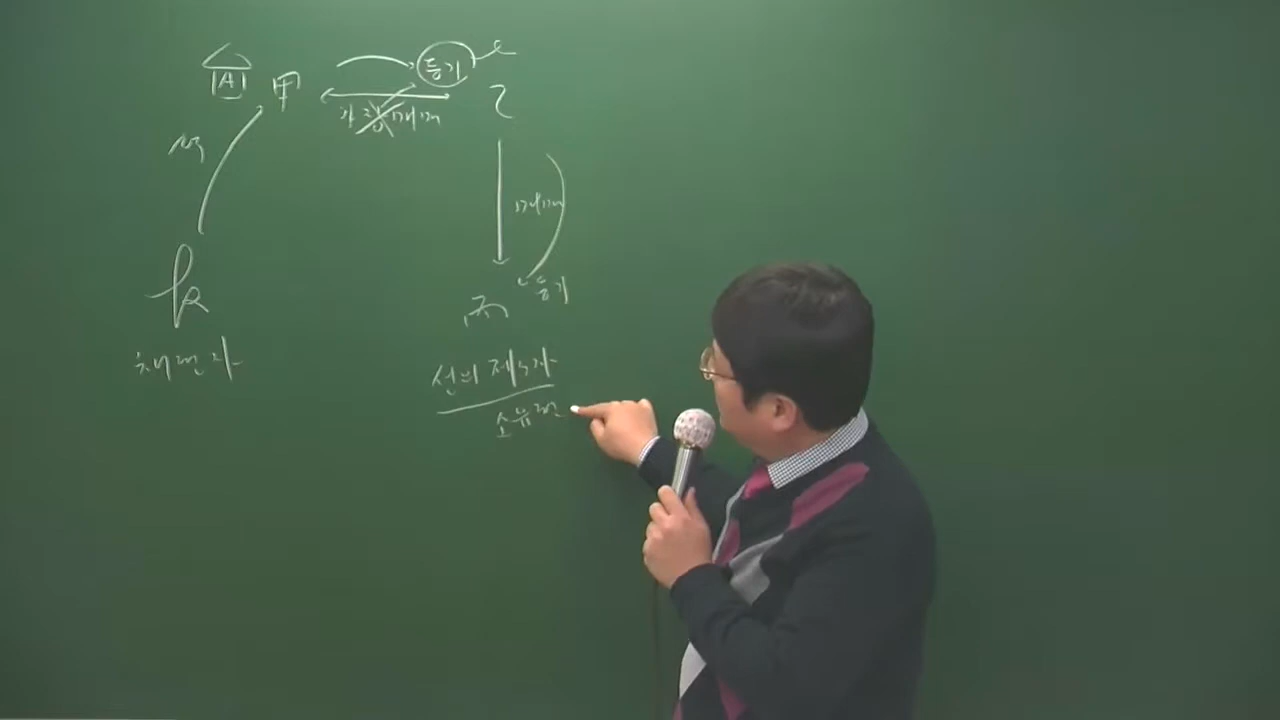 등기 e
A 甲 乙
가장매매
억
매매
k 丙 등기
채권자 선의 제3자
소유권